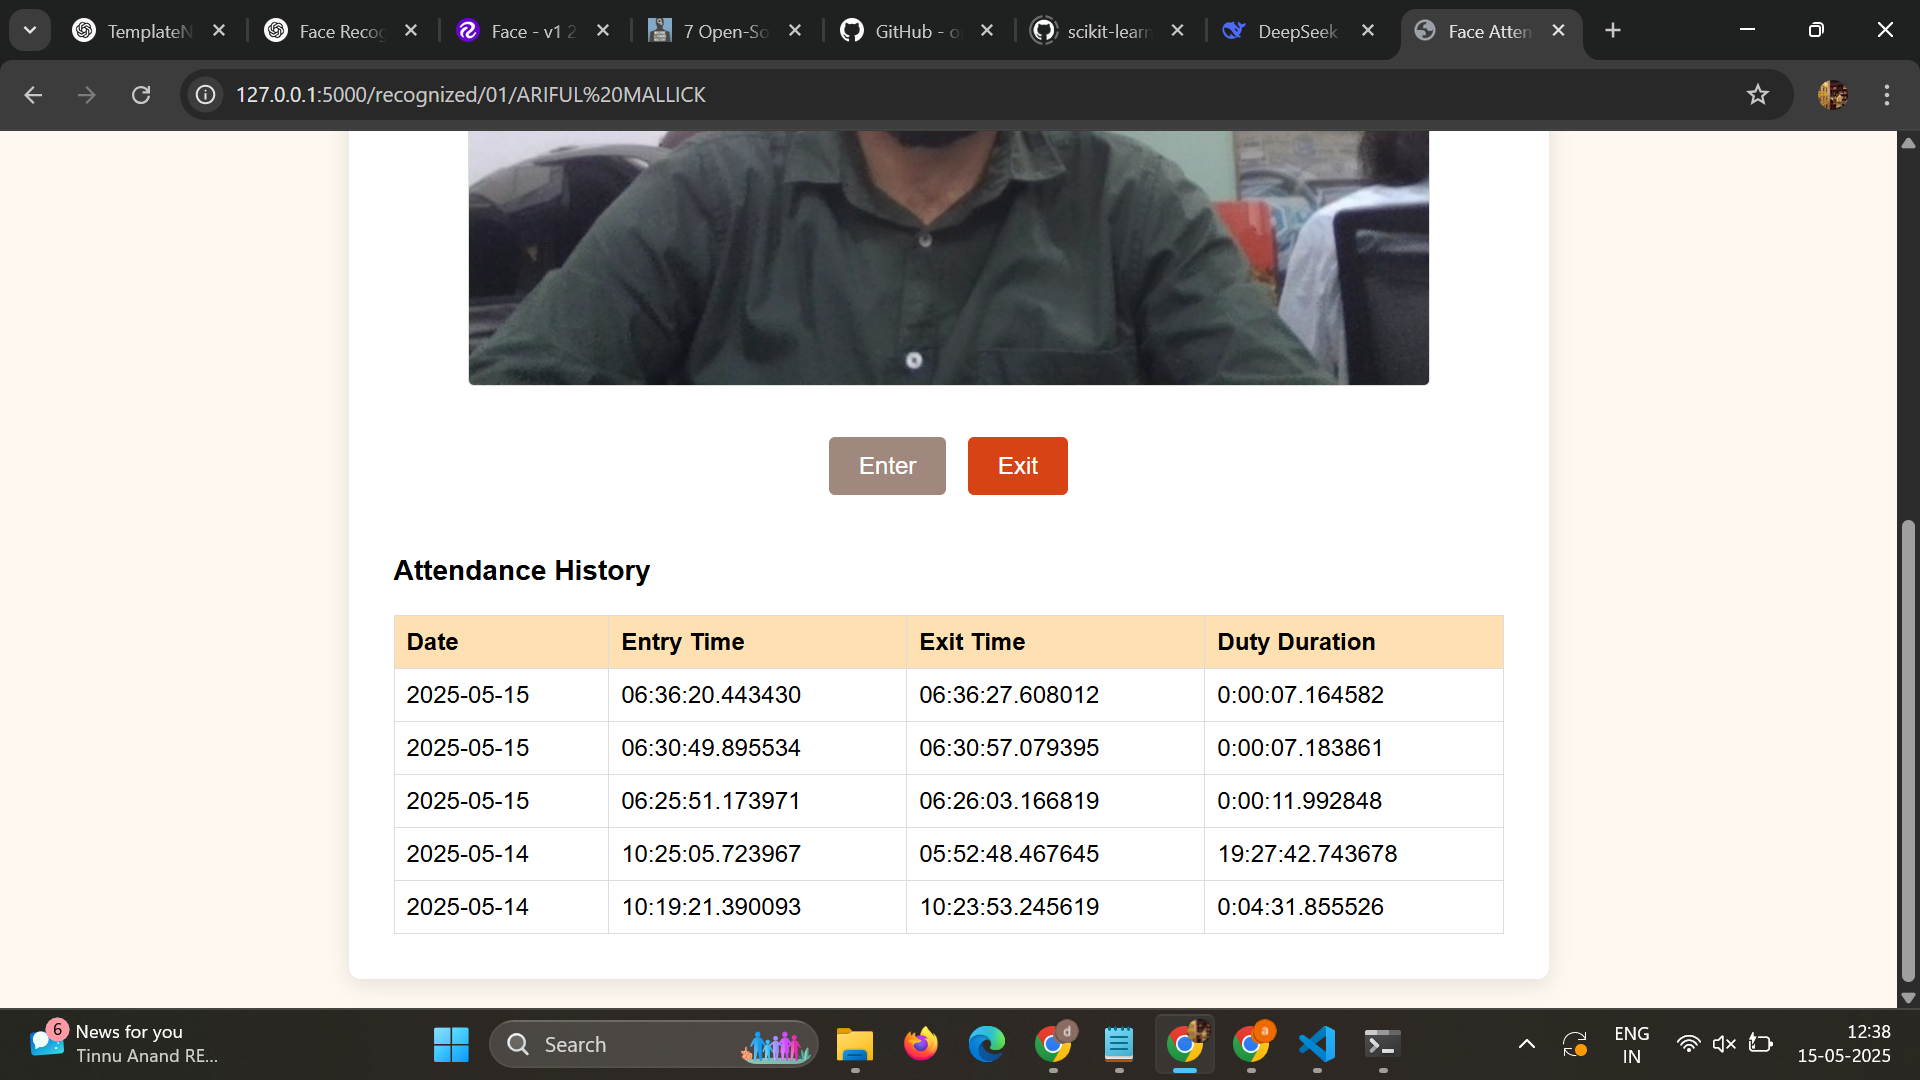 TemplateN
Face Recog
Face - v1 2
7 Open-So
GitHub - o
scikit-learn
DeepSeek
Face Atten
127.0.0.1:5000/recognized/01/ARIFUL%20MALLICK
Enter
Exit
Attendance History
Date Entry Time Exit Time Duty Duration
2025-05-15 06:36:20.443430 06:36:27.608012 0:00:07.164582
2025-05-15 06:30:49.895534 06:30:57.079395 0:00:07.183861
2025-05-15 06:25:51.173971 06:26:03.166819 0:00:11.992848
2025-05-14 10:25:05.723967 05:52:48.467645 19:27:42.743678
2025-05-14 10:19:21.390093 10:23:53.245619 0:04:31.855526
6
News for you
Tinnu Anand RE...
Search
d
a
ENG
IN
12:38
15-05-2025